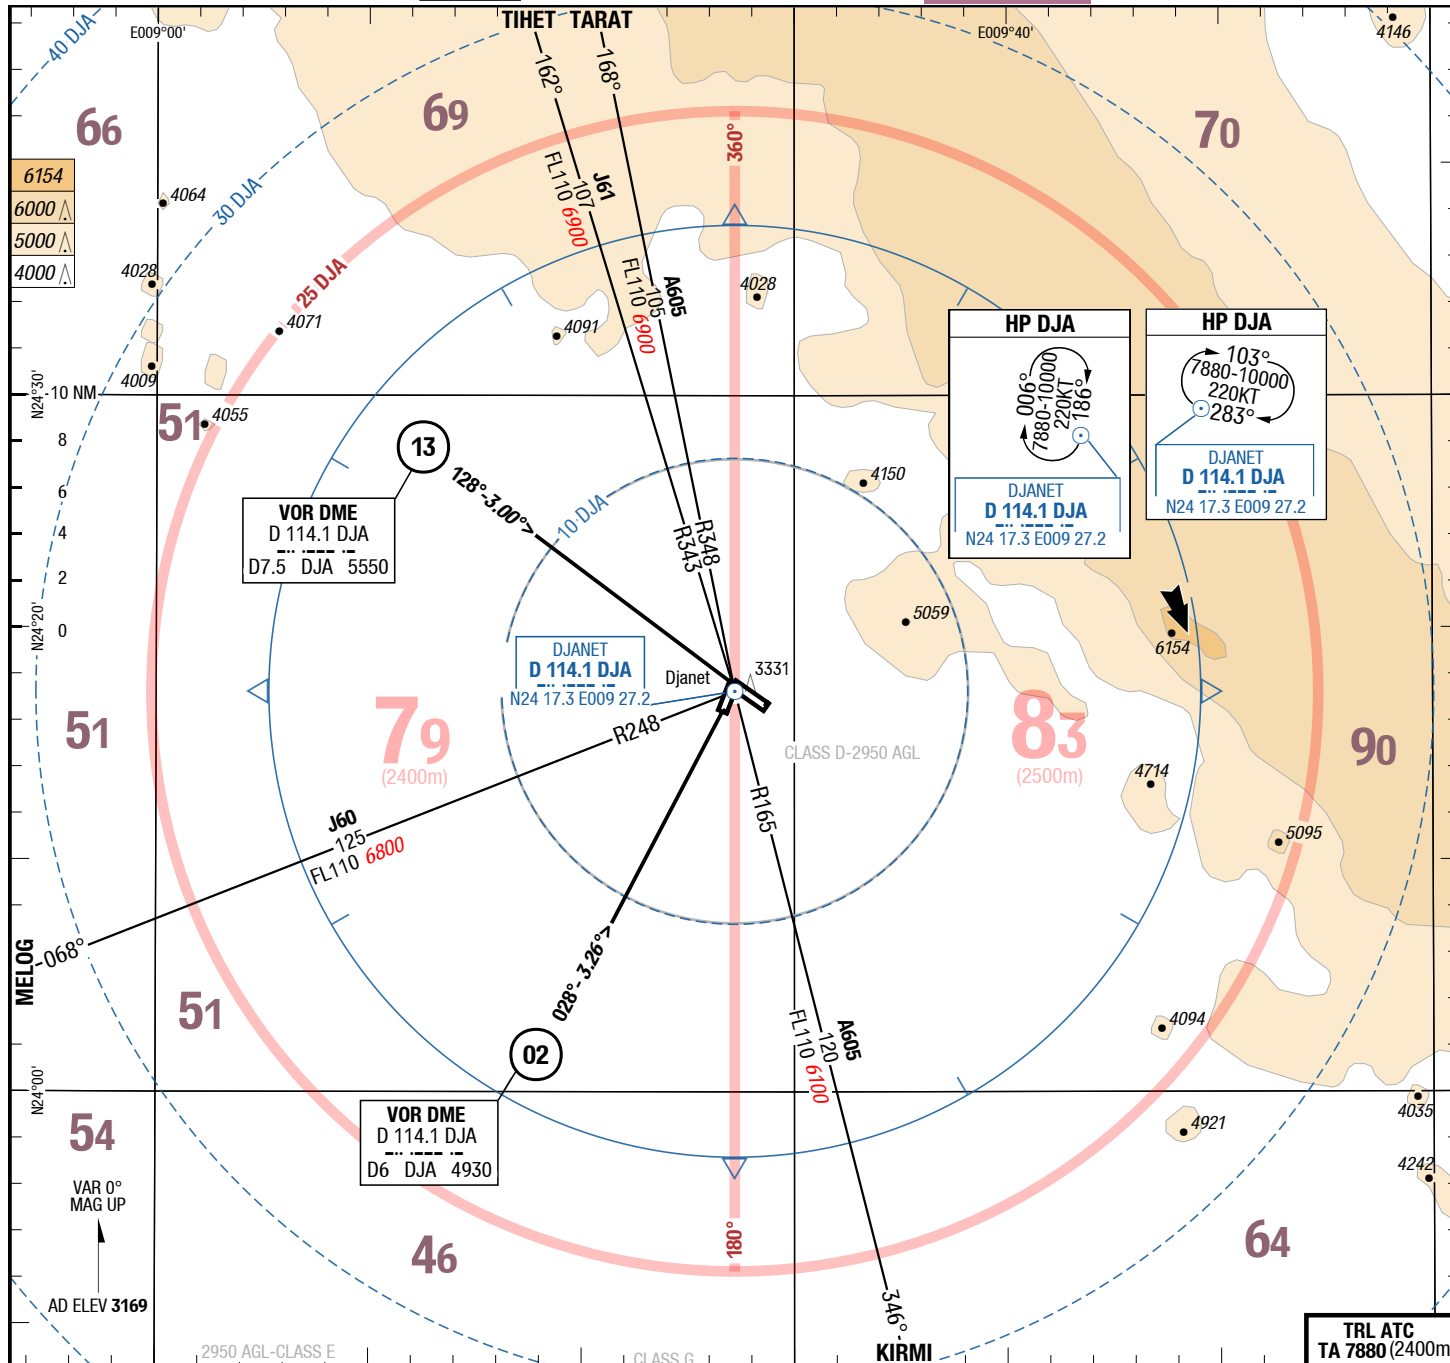 TIHET TARAT
40 DJA
E009°00'
E009°40'
4146
162°
168°
66
69
70
360°
6154
6000
5000
4000
4064
30 DJA
J61
107
FL110 6900
4028
25 DJA
4071
A605
105
FL110 6900
4028
4091
4009
HP DJA
006°
7880-10000
220KT
186°
DJANET
D 114.1 DJA
N24 17.3 E009 27.2
HP DJA
103°
7880-10000
220KT
283°
DJANET
D 114.1 DJA
N24 17.3 E009 27.2
N24°30'
10 NM
8
6
4
2
0
51
4055
13
128°-3.00°>
4150
VOR DME
D 114.1 DJA
D7.5 DJA 5550
10 DJA
R348
R343
N24°20'
5059
6154
DJANET
D 114.1 DJA
N24 17.3 E009 27.2
Djanet
3331
51
79
(2400m)
R248
83
(2500m)
90
CLASS D-2950 AGL
4714
R165
J60
125
FL110 6800
5095
MELOG
068°
028°- 3.26°>
51
02
A605
120
FL110 6100
4094
N24°00'
4035
54
4921
VOR DME
D 114.1 DJA
D6 DJA 4930
4242
VAR 0°
MAG UP
46
180°
64
AD ELEV 3169
346°
2950 AGL-CLASS E
CLASS G
KIRMI
TRL ATC
TA 7880 (2400m